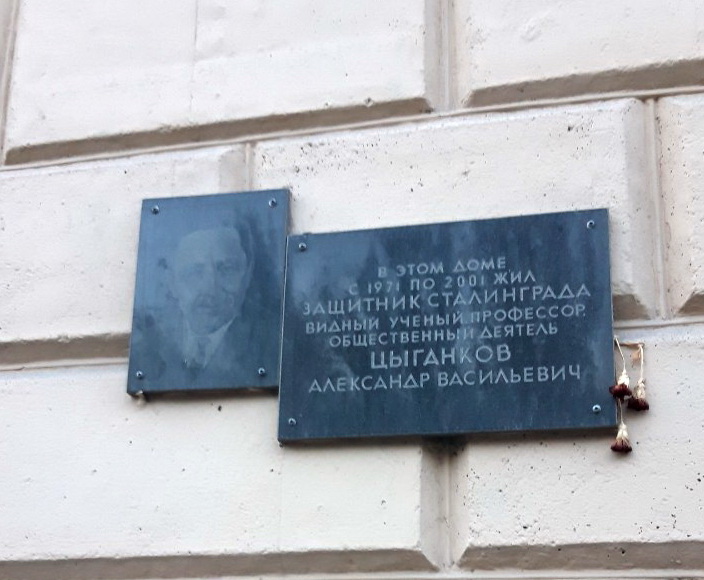 В ЭТОМ ДОМЕ
С 1971 ПО 2001 ЖИЛ
ЗАЩИТНИК СТАЛИНГРАДА
ВИДНЫЙ УЧЕНЫЙ, ПРОФЕССОР,
ОБЩЕСТВЕННЫЙ ДЕЯТЕЛЬ
ЦЫГАНКОВ
АЛЕКСАНДР ВАСИЛЬЕВИЧ